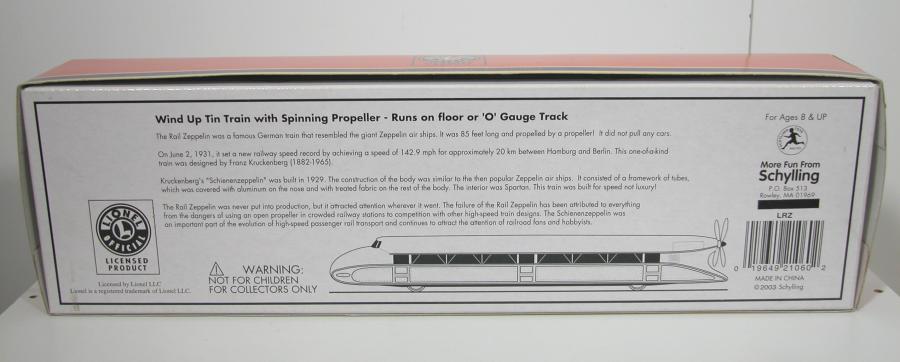 Wind Up Tin Train with Spinning Propeller - Runs on floor or 'O' Gauge Track
The Rail Zeppelin was a famous German train that resembled the giant Zeppelin air ships. It was 85 feet long and propelled by a propeller! It did not pull any cars.
On June 2, 1931, it set a new railway speed record by achieving a speed of 142.9 mph for approximately 20 km between Hamburg and Berlin. This one-of-a-kind
train was designed by Franz Kruckenberg (1882-1965).
Kruckenberg's "Schienenzeppelin" was built in 1929. The construction of the body was similar to the then popular Zeppelin air ships. It consisted of a framework of tubes,
which was covered with aluminum on the nose and with treated fabric on the rest of the body. The interior was Spartan. This train was built for speed not luxury!
The Rail Zeppelin was never put into production, but it attracted attention wherever it went. The failure of the Rail Zeppelin has been attributed to everything
from the dangers of using an open propeller in crowded railway stations to competition with other high-speed train designs. The Schienenzeppelin was
an important part of the evolution of high-speed passenger rail transport and continues to attract the attention of railroad fans and hobbyists.
LIONEL
L
OFFICIAL
LICENSED
PRODUCT
Licensed by Lionel LLC
Lionel is a registered trademark of Lionel LLC.
WARNING:
NOT FOR CHILDREN
FOR COLLECTORS ONLY
For Ages 8 & UP
More Fun From
Schylling
P.O. Box 513
Rowley, MA 01969
LRZ
0 19649 21060 2
MADE IN CHINA
©2003 Schylling